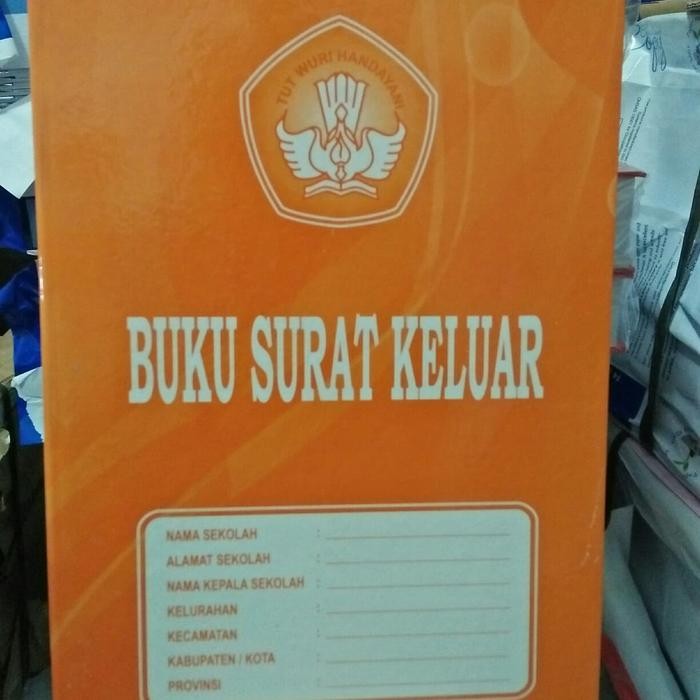 TUT WURI HANDAYANI
BUKU SURAT KELUAR
NAMA SEKOLAH :
ALAMAT SEKOLAH :
NAMA KEPALA SEKOLAH :
KELURAHAN :
KECAMATAN :
KABUPATEN / KOTA :
PROVINSI :